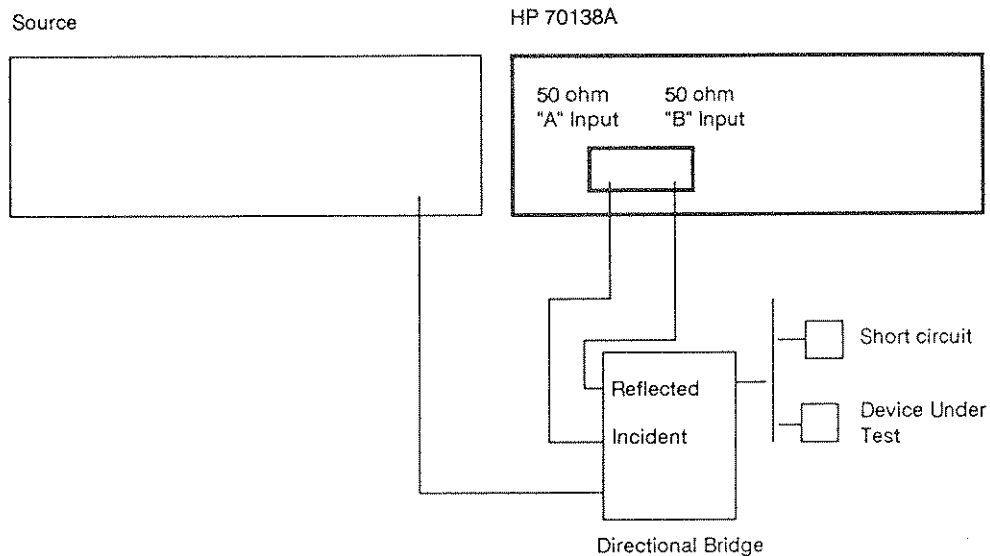 Source
HP 70138A
50 ohm
"A" Input
50 ohm
"B" Input
Short circuit
Reflected
Device Under
Test
Incident
Directional Bridge